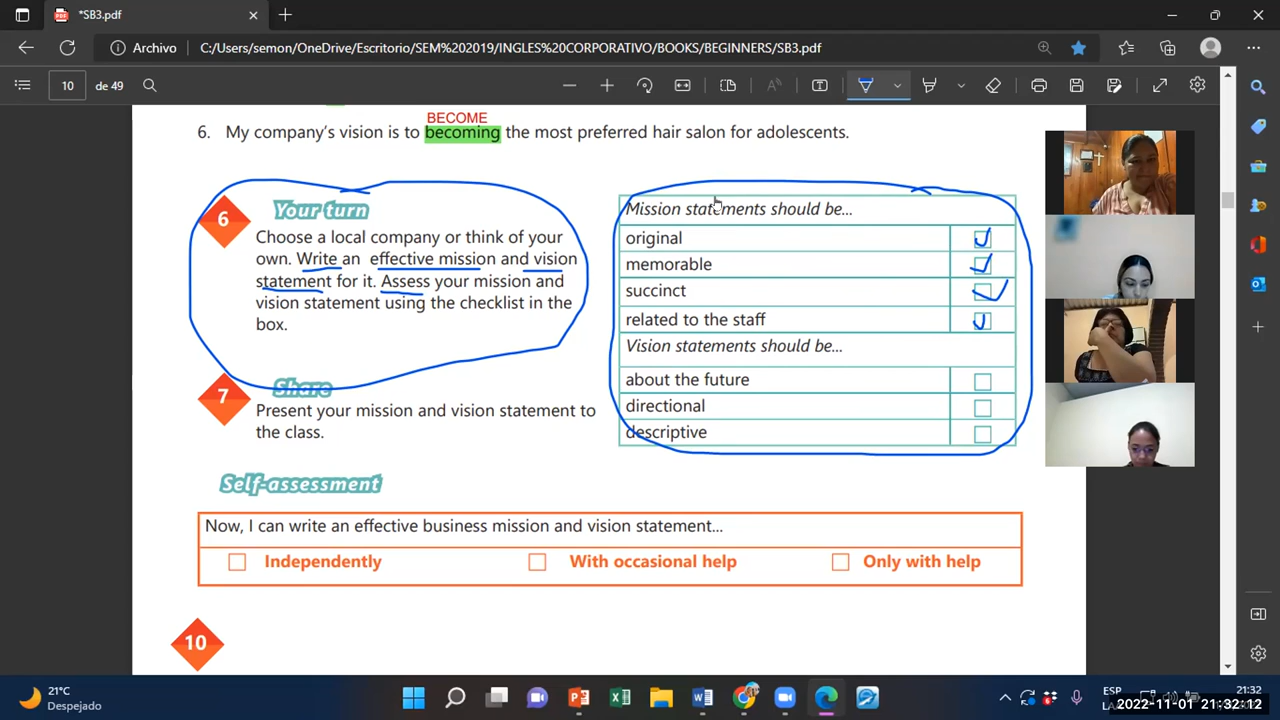 *SB3.pdf
Archivo
C:/Users/semon/OneDrive/Escritorio/SEM%202019/INGLES%20CORPORATIVO/BOOKS/BEGINNERS/SB3.pdf
10 de 49
BECOME
6. My company's vision is to becoming the most preferred hair salon for adolescents.
6 Your turn
Choose a local company or think of your
own. Write an effective mission and vision
statement for it. Assess your mission and
vision statement using the checklist in the
box.
7 Share
Present your mission and vision statement to
the class.
Mission statements should be...
original
memorable
succinct
related to the staff
Vision statements should be...
about the future
directional
descriptive
Self-assessment
Now, I can write an effective business mission and vision statement...
Independently With occasional help Only with help
10
21°C
Despejado
ESP
21:32
2022-11-01 21:32:12